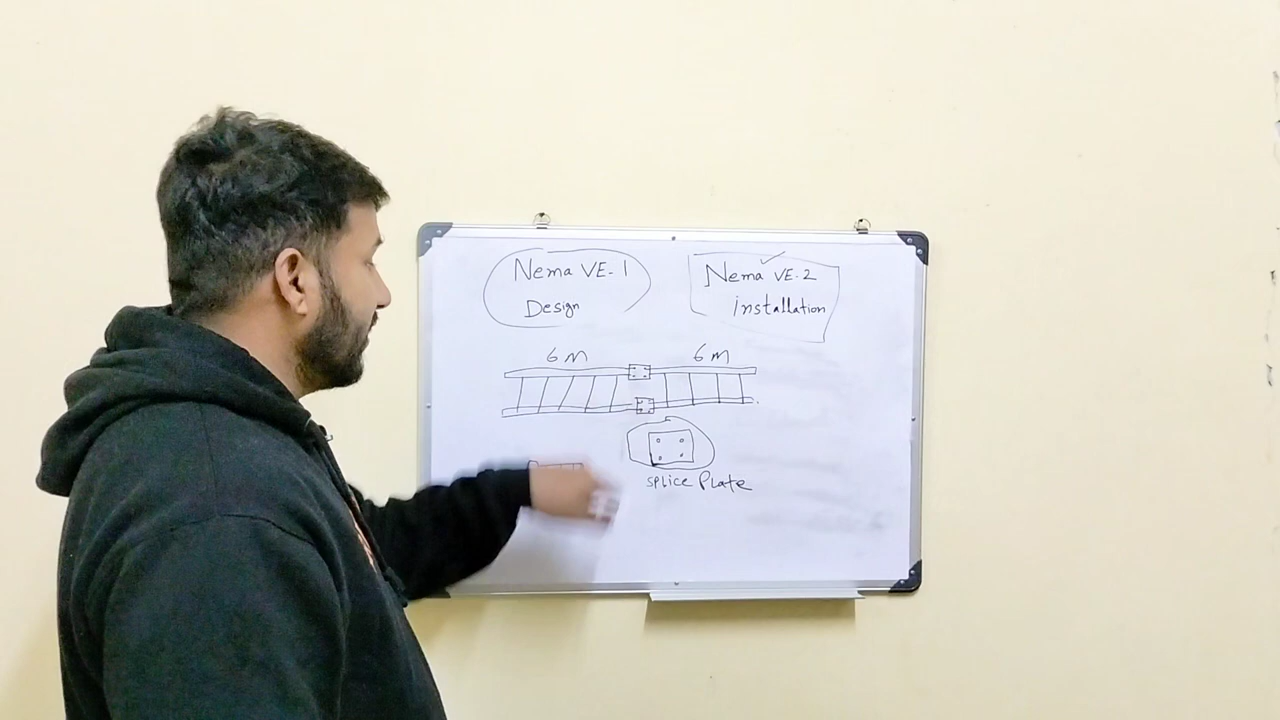 Nema VE-1
Design
Nema VE-2
installation
6 M
6 M
splice Plate